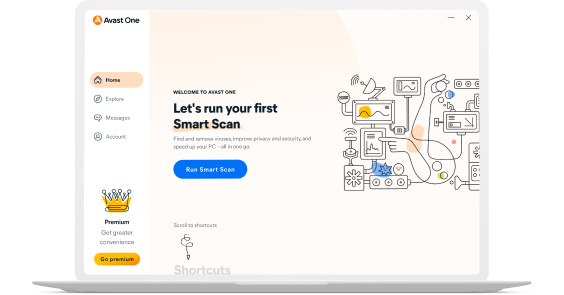 Avast One
Home
Explore
Messages
Account
Premium
Get greater
convenience
Go premium
WELCOME TO AVAST ONE
Let's run your first
Smart Scan
Find and remove viruses, improve privacy and security, and
speed up your PC – all in one go.
Run Smart Scan
Scroll to shortcuts
Shortcuts